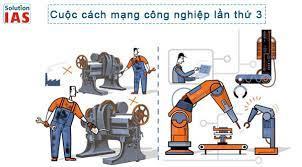 Solution
IAS
Cuộc cách mạng công nghiệp lần thứ 3